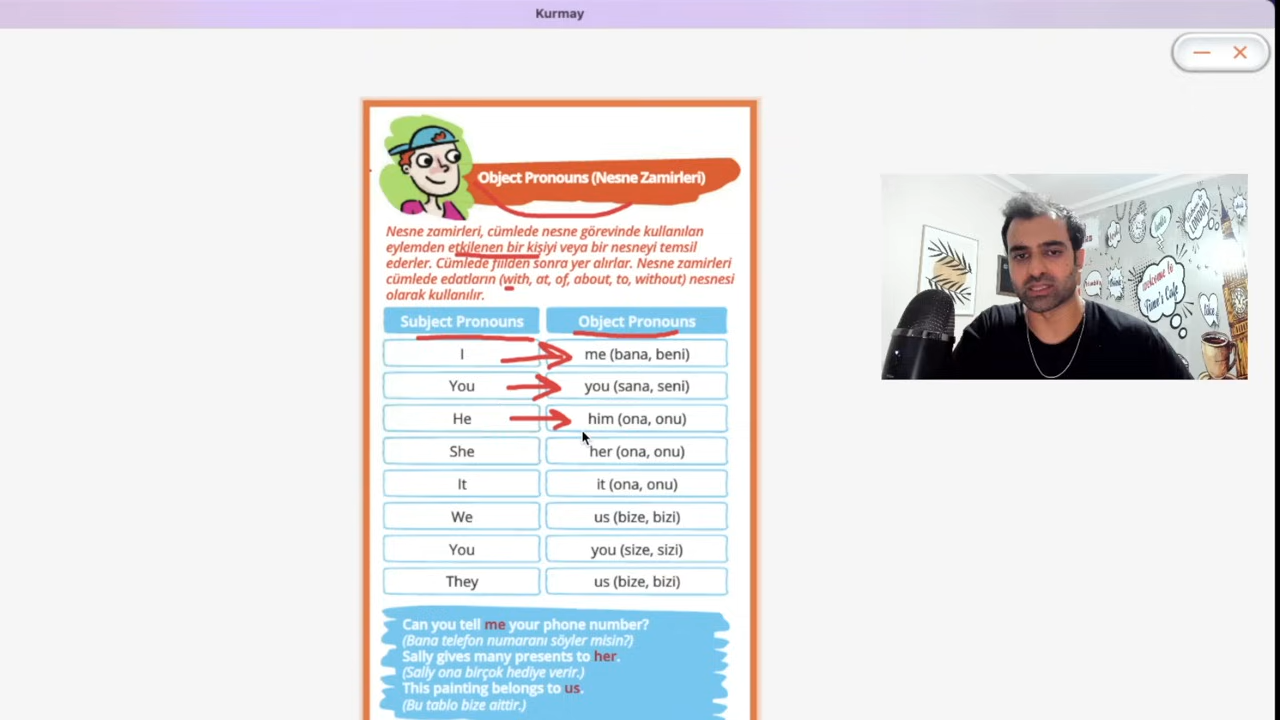 Kurmay
Object Pronouns (Nesne Zamirleri)
Nesne zamirleri, cümlede nesne görevinde kullanılan
eylemden etkilenen bir kişiyi veya bir nesneyi temsil
ederler. Cümlede fiilden sonra yer alırlar. Nesne zamirleri
cümlede edatların (with, at, of, about, to, without) nesnesi
olarak kullanılır.
Subject Pronouns Object Pronouns
I me (bana, beni)
You you (sana, seni)
He him (ona, onu)
She her (ona, onu)
It it (ona, onu)
We us (bize, bizi)
You you (size, sizi)
They us (bize, bizi)
Can you tell me your phone number?
(Bana telefon numaranı söyler misin?)
Sally gives many presents to her.
(Sally ona birçok hediye verir.)
This painting belongs to us.
(Bu tablo bize aittir.)
welcome to
Time's Cafe
like